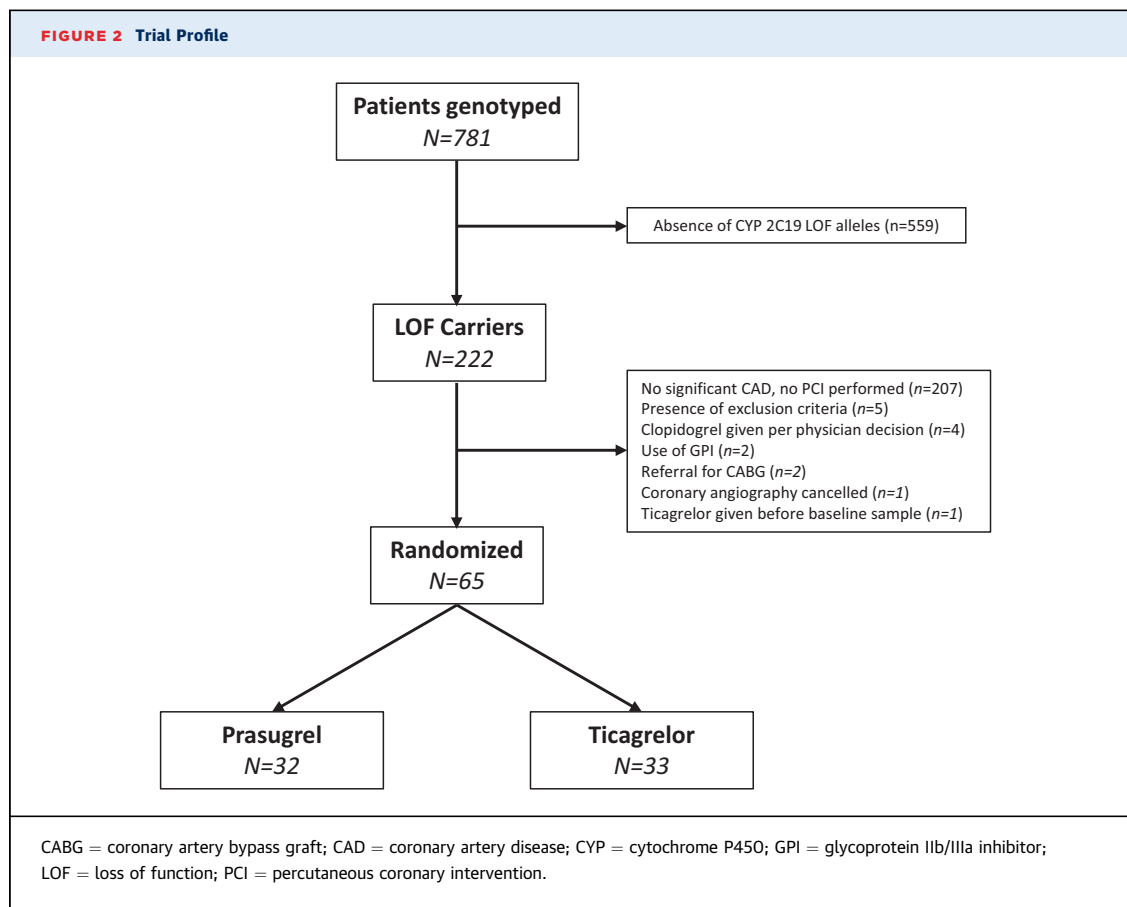 FIGURE 2 Trial Profile
Patients genotyped
N=781
Absence of CYP 2C19 LOF alleles (n=559)
LOF Carriers
N=222
No significant CAD, no PCI performed (n=207)
Presence of exclusion criteria (n=5)
Clopidogrel given per physician decision (n=4)
Use of GPI (n=2)
Referral for CABG (n=2)
Coronary angiography cancelled (n=1)
Ticagrelor given before baseline sample (n=1)
Randomized
N=65
Prasugrel
N=32
Ticagrelor
N=33
CABG = coronary artery bypass graft; CAD = coronary artery disease; CYP = cytochrome P450; GPI = glycoprotein IIb/IIIa inhibitor;
LOF = loss of function; PCI = percutaneous coronary intervention.